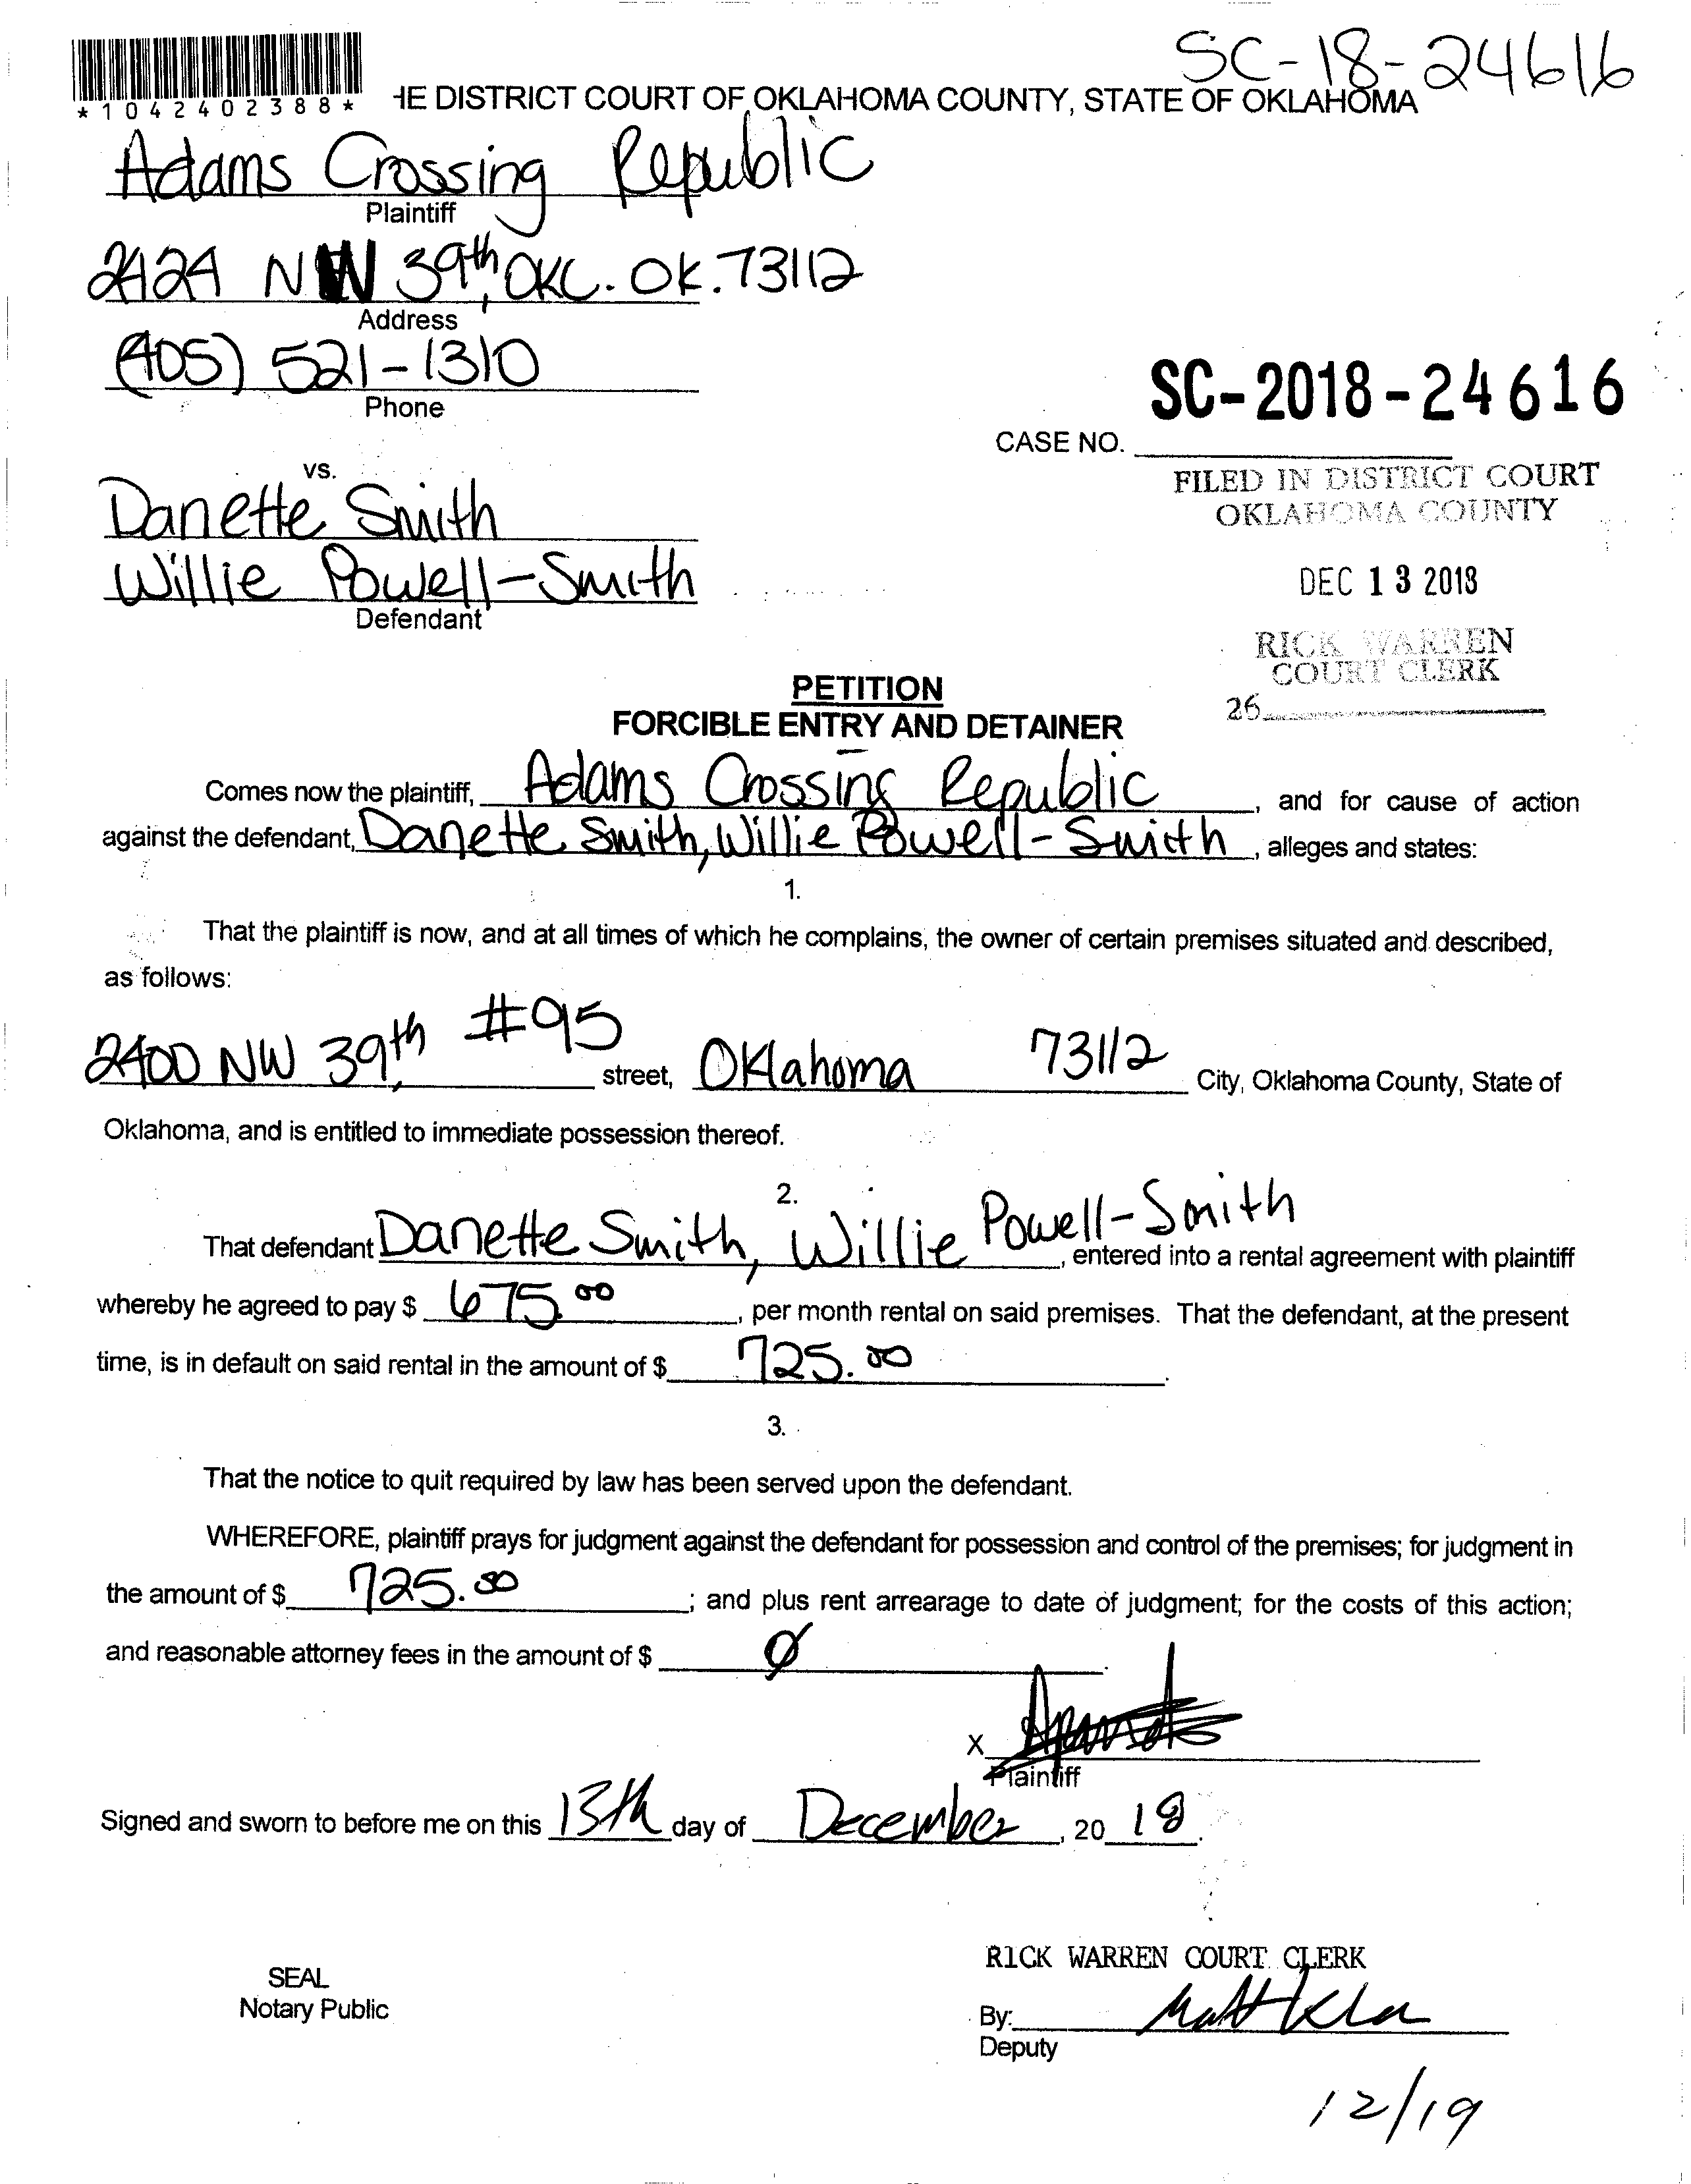 SC-18-24616
*1042402388*
HE DISTRICT COURT OF OKLAHOMA COUNTY, STATE OF OKLAHOMA
Adams Crossing Republic
Plaintiff
2424 NW 39th, OKC. OK. 73112
Address
(405) 521-1310
Phone
SC-2018-24616
CASE NO.
vs.
FILED IN DISTRICT COURT
OKLAHOMA COUNTY
Danette Smith
Willie Powell-Smith
Defendant
DEC 13 2018
RICK WARREN
COURT CLERK
26
PETITION
FORCIBLE ENTRY AND DETAINER
Comes now the plaintiff, Adams Crossing Republic, and for cause of action
against the defendant, Danette Smith, Willie Powell-Smith, alleges and states:
1.
That the plaintiff is now, and at all times of which he complains, the owner of certain premises situated and described,
as follows:
2400 NW 39th, #95 street, Oklahoma 73112 City, Oklahoma County, State of
Oklahoma, and is entitled to immediate possession thereof.
2.
That defendant Danette Smith, Willie Powell-Smith, entered into a rental agreement with plaintiff
whereby he agreed to pay $ 675.00, per month rental on said premises. That the defendant, at the present
time, is in default on said rental in the amount of $ 725.00.
3.
That the notice to quit required by law has been served upon the defendant.
WHEREFORE, plaintiff prays for judgment against the defendant for possession and control of the premises; for judgment in
the amount of $ 725.00; and plus rent arrearage to date of judgment; for the costs of this action;
and reasonable attorney fees in the amount of $ Ø.
X
Plaintiff
Signed and sworn to before me on this 13th day of December, 2018.
RICK WARREN COURT CLERK
SEAL
Notary Public
By:
Deputy
12/19